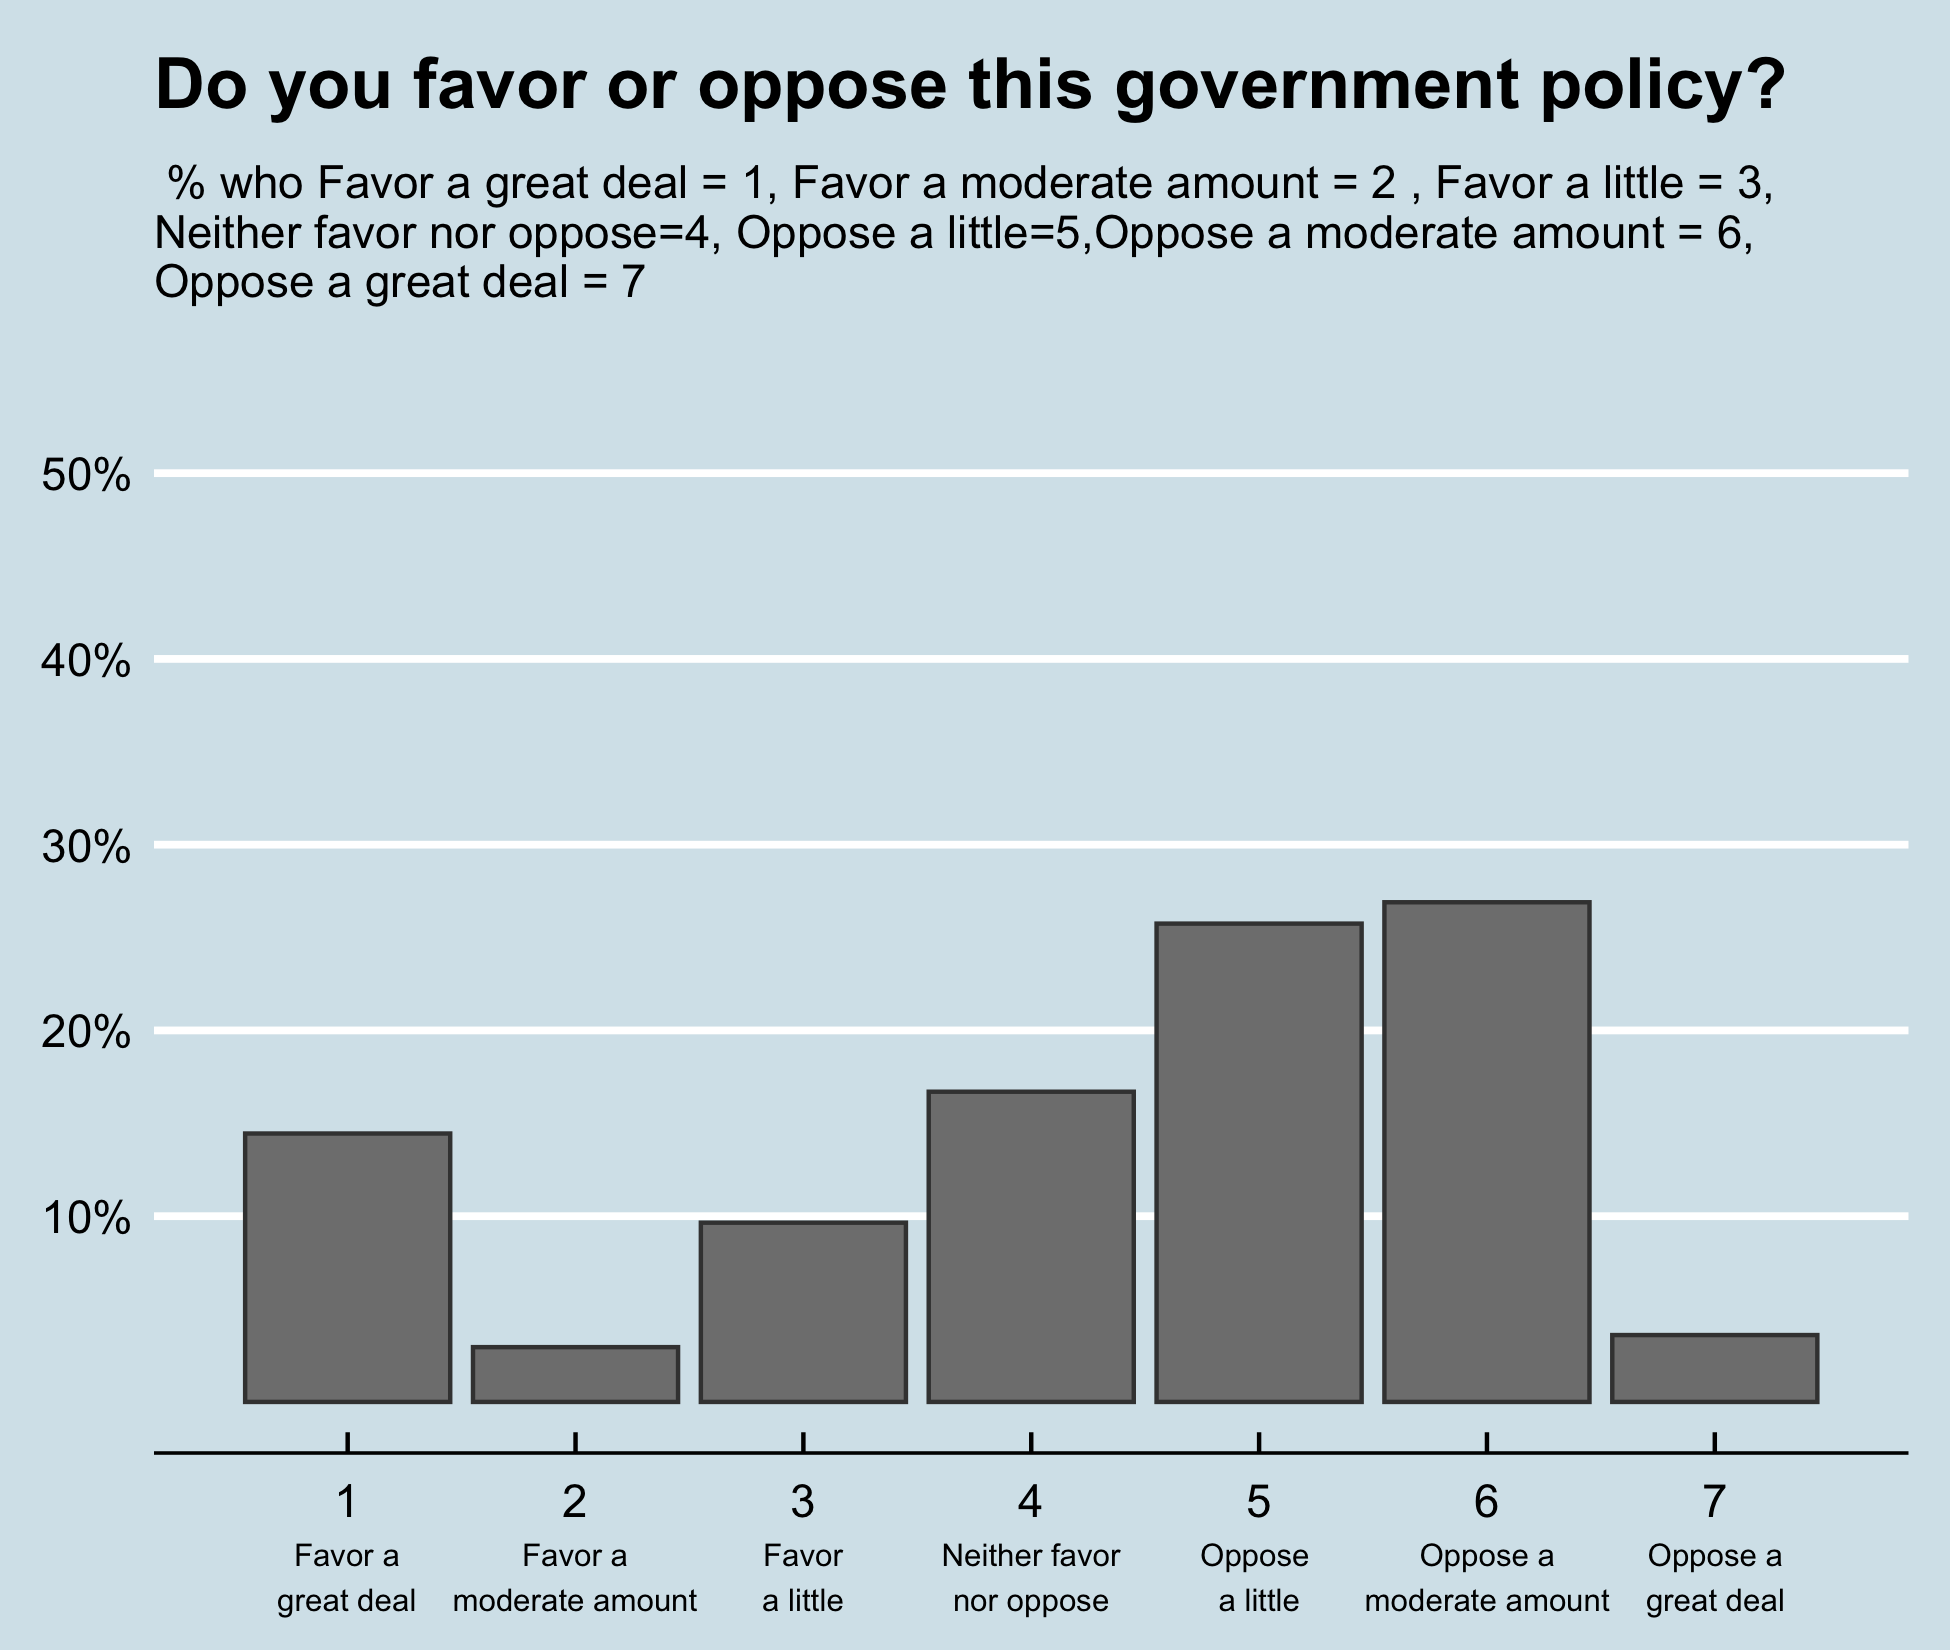 Do you favor or oppose this government policy?
% who Favor a great deal = 1, Favor a moderate amount = 2 , Favor a little = 3,
Neither favor nor oppose=4, Oppose a little=5,Oppose a moderate amount = 6,
Oppose a great deal = 7
50%
40%
30%
20%
10%
1 2 3 4 5 6 7
Favor a Favor a Favor Neither favor Oppose Oppose a Oppose a
great deal moderate amount a little nor oppose a little moderate amount great deal